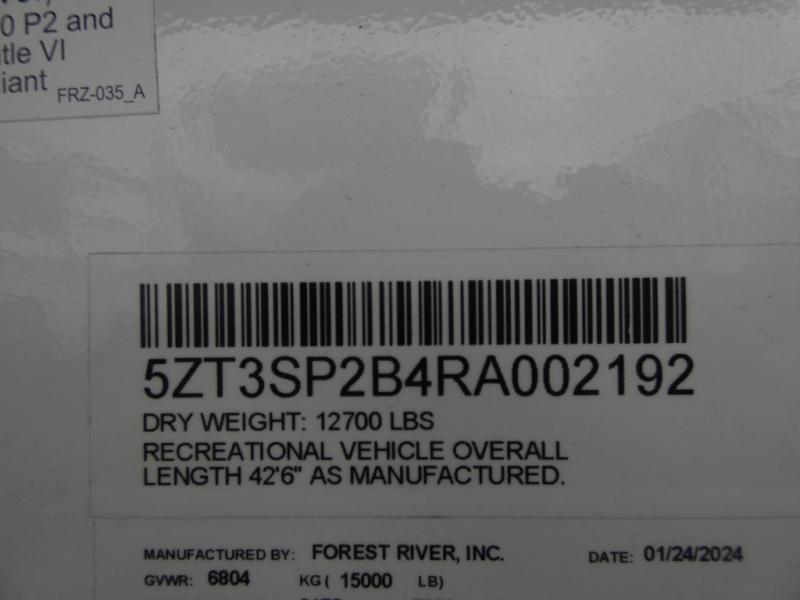 0 P2 and
itle VI
iant
FRZ-035_A
5ZT3SP2B4RA002192
DRY WEIGHT: 12700 LBS
RECREATIONAL VEHICLE OVERALL
LENGTH 42'6" AS MANUFACTURED.
MANUFACTURED BY: FOREST RIVER, INC. DATE: 01/24/2024
GVWR: 6804 KG ( 15000 LB)